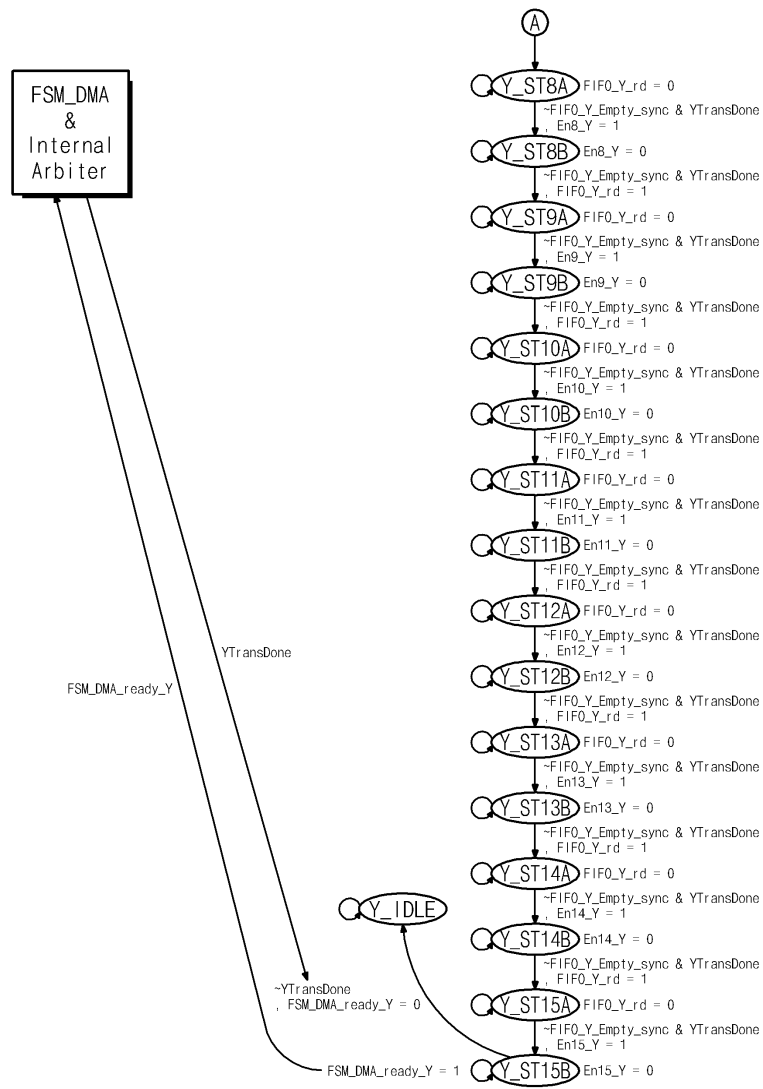 A
Y_ST8A
FIFO_Y_rd = 0
~FIFO_Y_Empty_sync & YTransDone
, En8_Y = 1
Y_ST8B
En8_Y = 0
~FIFO_Y_Empty_sync & YTransDone
, FIFO_Y_rd = 1
Y_ST9A
FIFO_Y_rd = 0
~FIFO_Y_Empty_sync & YTransDone
, En9_Y = 1
Y_ST9B
En9_Y = 0
~FIFO_Y_Empty_sync & YTransDone
, FIFO_Y_rd = 1
Y_ST10A
FIFO_Y_rd = 0
~FIFO_Y_Empty_sync & YTransDone
, En10_Y = 1
Y_ST10B
En10_Y = 0
~FIFO_Y_Empty_sync & YTransDone
, FIFO_Y_rd = 1
Y_ST11A
FIFO_Y_rd = 0
~FIFO_Y_Empty_sync & YTransDone
, En11_Y = 1
Y_ST11B
En11_Y = 0
~FIFO_Y_Empty_sync & YTransDone
, FIFO_Y_rd = 1
Y_ST12A
FIFO_Y_rd = 0
~FIFO_Y_Empty_sync & YTransDone
, En12_Y = 1
Y_ST12B
En12_Y = 0
~FIFO_Y_Empty_sync & YTransDone
, FIFO_Y_rd = 1
Y_ST13A
FIFO_Y_rd = 0
~FIFO_Y_Empty_sync & YTransDone
, En13_Y = 1
Y_ST13B
En13_Y = 0
~FIFO_Y_Empty_sync & YTransDone
, FIFO_Y_rd = 1
Y_ST14A
FIFO_Y_rd = 0
~FIFO_Y_Empty_sync & YTransDone
, En14_Y = 1
Y_ST14B
En14_Y = 0
~FIFO_Y_Empty_sync & YTransDone
, FIFO_Y_rd = 1
Y_ST15A
FIFO_Y_rd = 0
~FIFO_Y_Empty_sync & YTransDone
, En15_Y = 1
Y_ST15B
En15_Y = 0
FSM_DMA
&
Internal
Arbiter
YTransDone
FSM_DMA_ready_Y
Y_IDLE
~YTransDone
, FSM_DMA_ready_Y = 0
FSM_DMA_ready_Y = 1